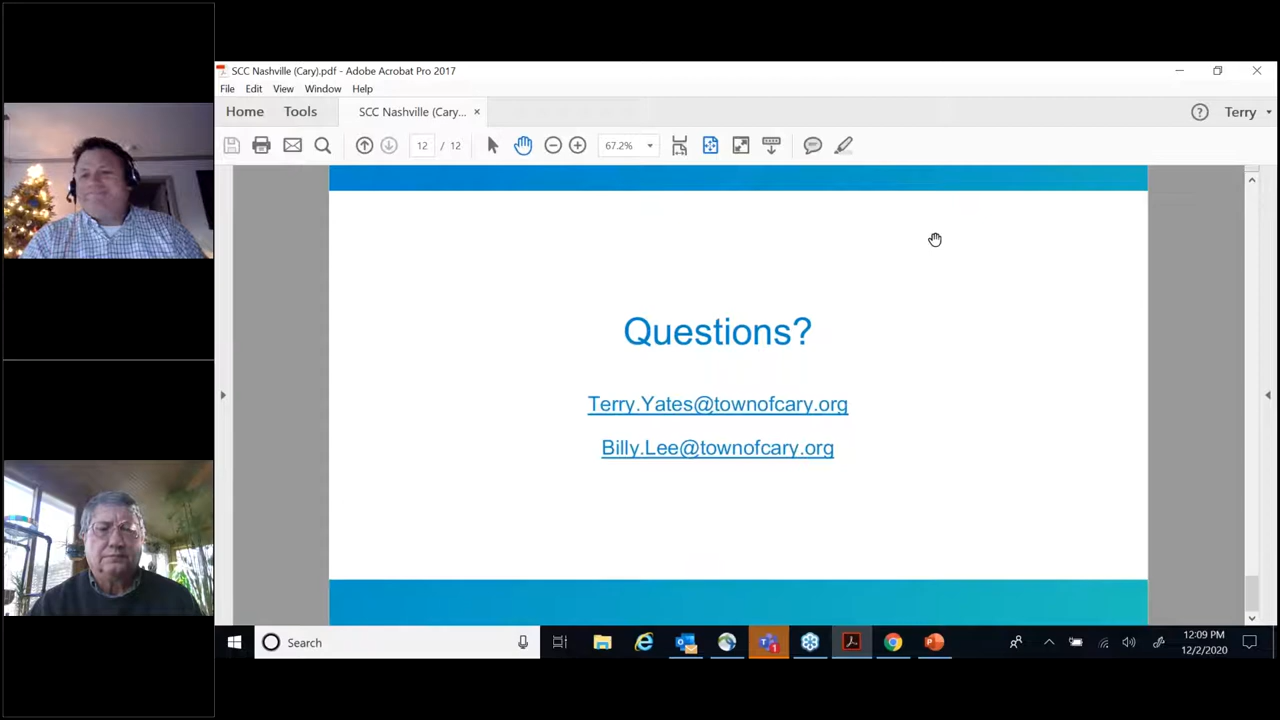 SCC Nashville (Cary).pdf - Adobe Acrobat Pro 2017
File Edit View Window Help
Home Tools SCC Nashville (Cary... × Terry
12 / 12 67.2%
Questions?
Terry.Yates@townofcary.org
Billy.Lee@townofcary.org
Search
1
12:09 PM
12/2/2020